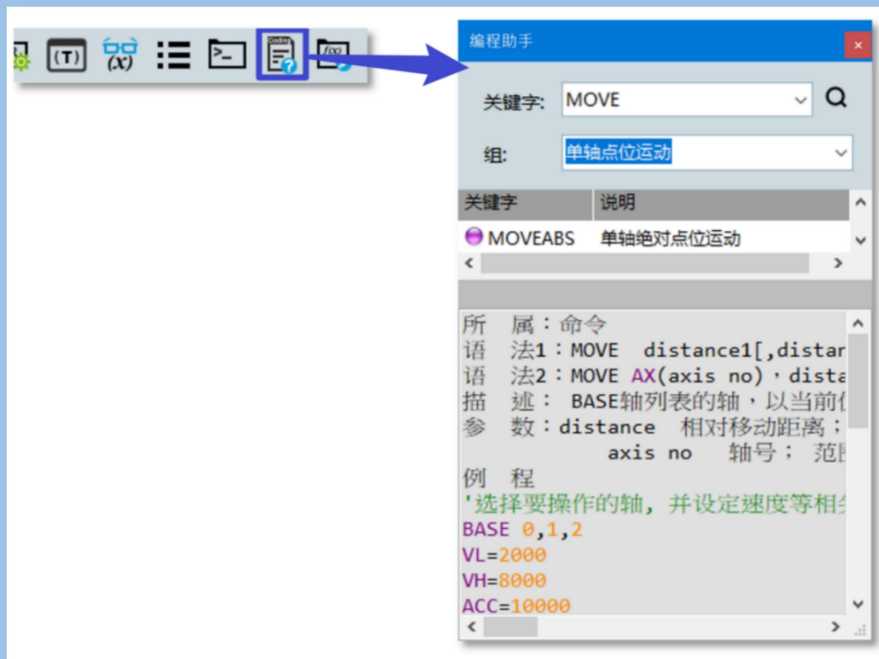 (T)
(x)
Coding
编程助手
关键字: MOVE
组: 单轴点位运动
关键字 说明
MOVEABS 单轴绝对点位运动
所 属：命令
语 法1：MOVE distance1[,distan
语 法2：MOVE AX(axis no)，dista
描 述： BASE轴列表的轴，以当前
参 数：distance 相对移动距离；
axis no 轴号； 范
例 程
'选择要操作的轴, 并设定速度等相
BASE 0,1,2
VL=2000
VH=8000
ACC=10000